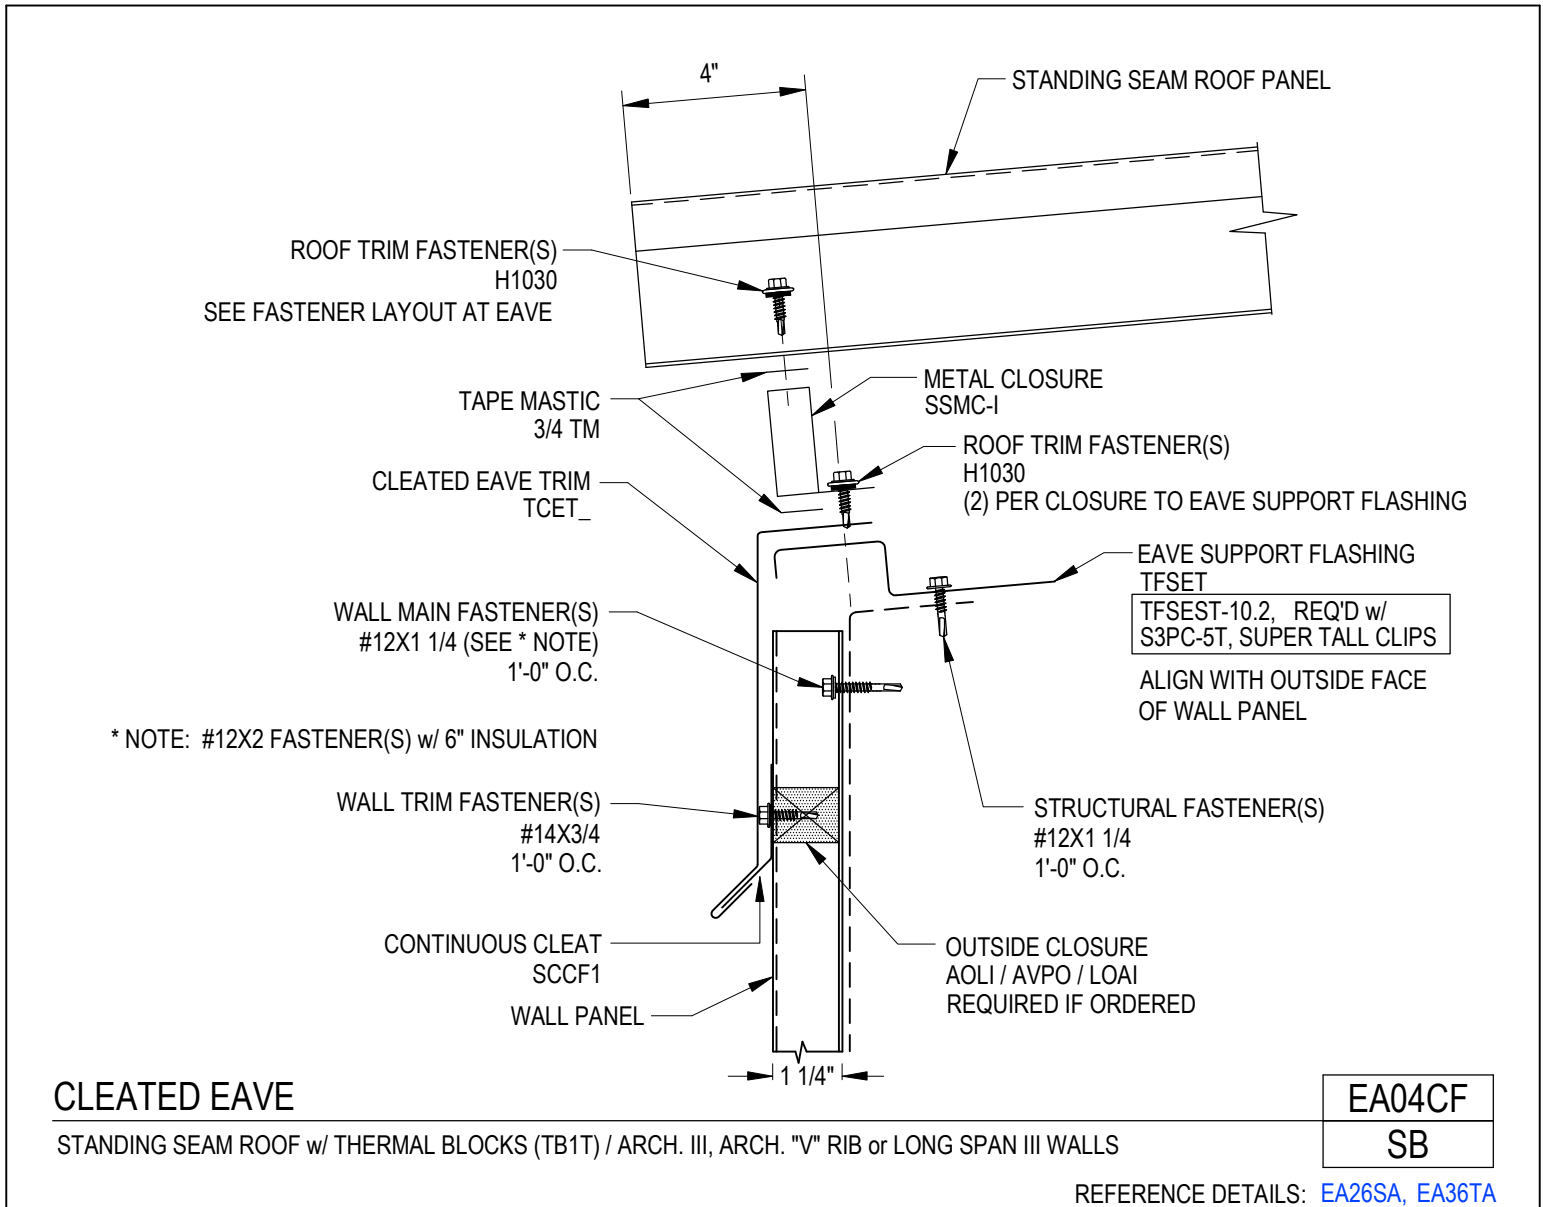 4"
STANDING SEAM ROOF PANEL
ROOF TRIM FASTENER(S)
H1030
SEE FASTENER LAYOUT AT EAVE
TAPE MASTIC
3/4 TM
METAL CLOSURE
SSMC-I
ROOF TRIM FASTENER(S)
H1030
(2) PER CLOSURE TO EAVE SUPPORT FLASHING
CLEATED EAVE TRIM
TCET_
EAVE SUPPORT FLASHING
TFSET
TFSEST-10.2, REQ'D w/
S3PC-5T, SUPER TALL CLIPS
ALIGN WITH OUTSIDE FACE
OF WALL PANEL
WALL MAIN FASTENER(S)
#12X1 1/4 (SEE * NOTE)
1'-0" O.C.
* NOTE: #12X2 FASTENER(S) w/ 6" INSULATION
WALL TRIM FASTENER(S)
#14X3/4
1'-0" O.C.
STRUCTURAL FASTENER(S)
#12X1 1/4
1'-0" O.C.
CONTINUOUS CLEAT
SCCF1
OUTSIDE CLOSURE
AOLI / AVPO / LOAI
REQUIRED IF ORDERED
WALL PANEL
1 1/4"
CLEATED EAVE
EA04CF
STANDING SEAM ROOF w/ THERMAL BLOCKS (TB1T) / ARCH. III, ARCH. "V" RIB or LONG SPAN III WALLS
SB
REFERENCE DETAILS: EA26SA, EA36TA